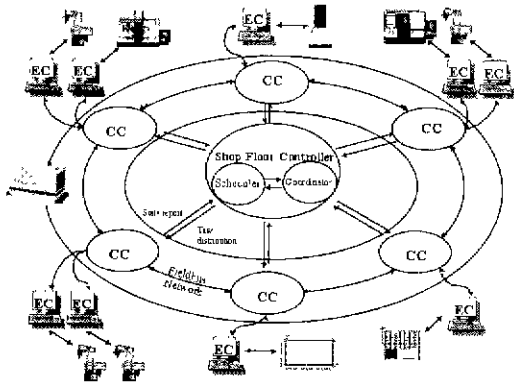 EC
EC
EC
EC
EC
CC
CC
CC
Shop Floor Controller
Scheduler
Coordinator
State report
Task
distribution
CC
CC
Fieldbus
Network
CC
EC
EC
EC
EC